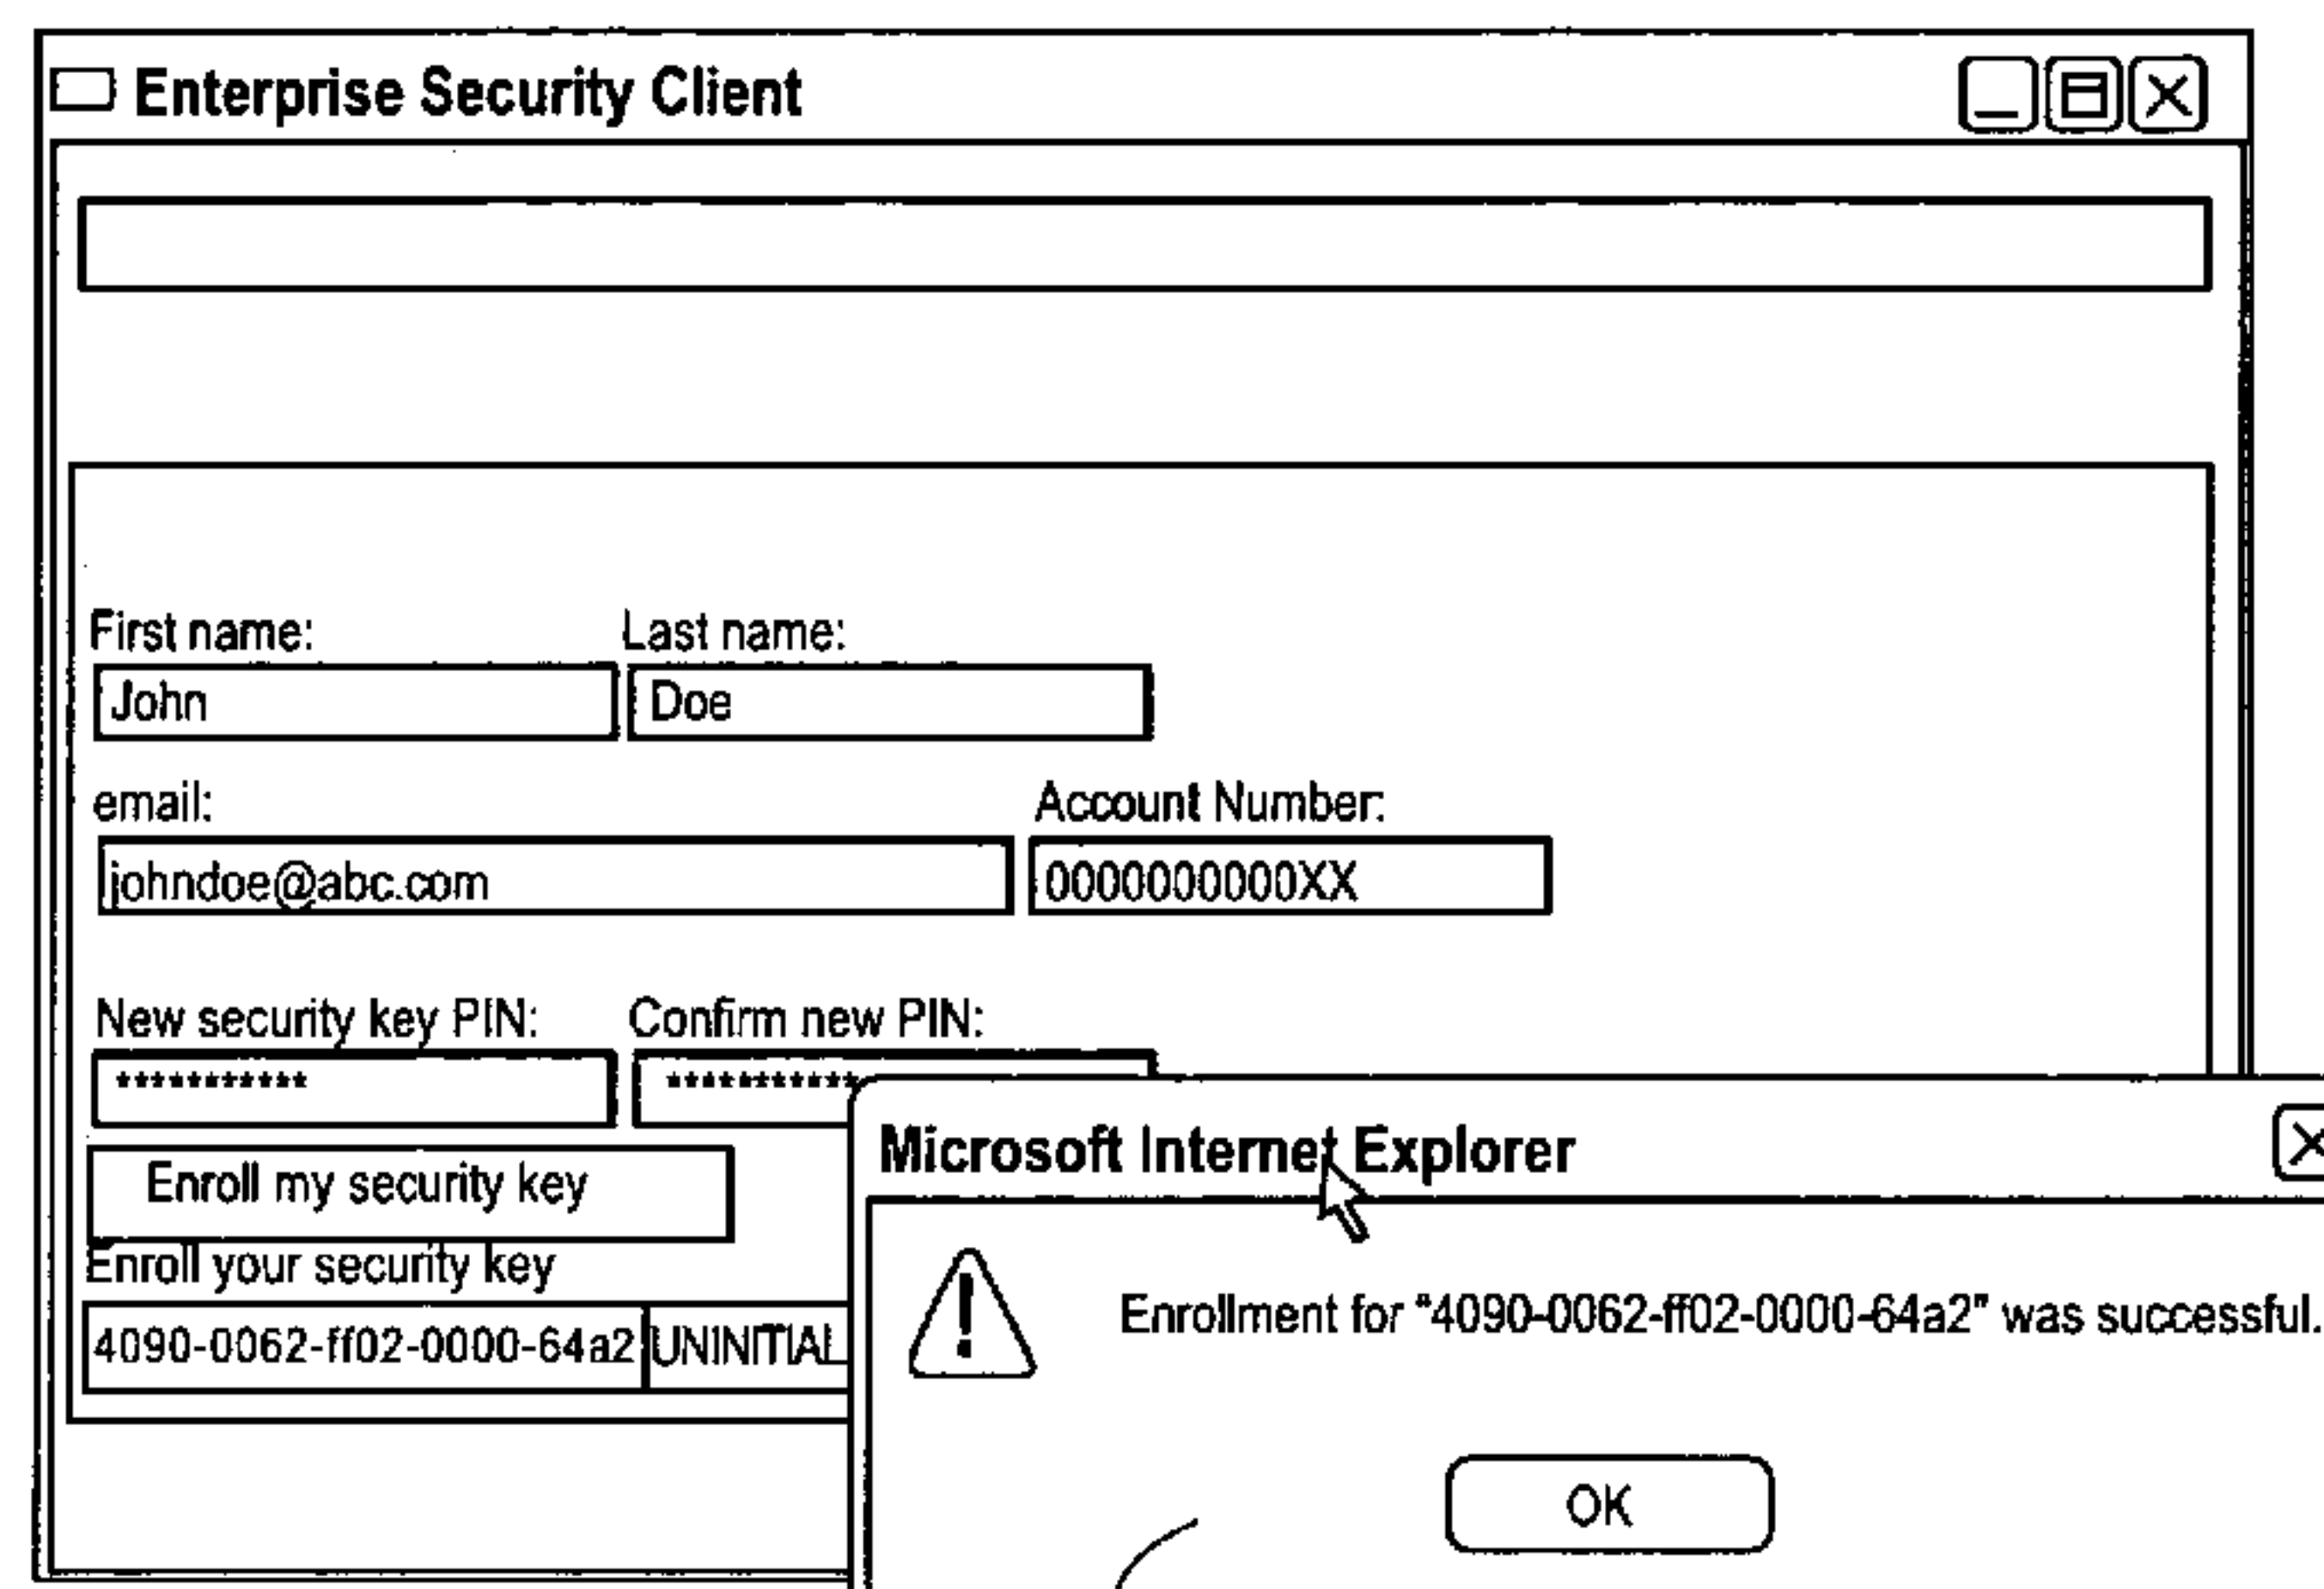 Enterprise Security Client
First name: Last name:
John Doe
email: Account Number:
johndoe@abc.com 0000000000XX
New security key PIN: Confirm new PIN:
*********** ***********
Microsoft Internet Explorer
Enroll my security key
Enroll your security key
Enrollment for "4090-0062-ff02-0000-64a2" was successful.
4090-0062-ff02-0000-64a2 UNINITIAL
OK